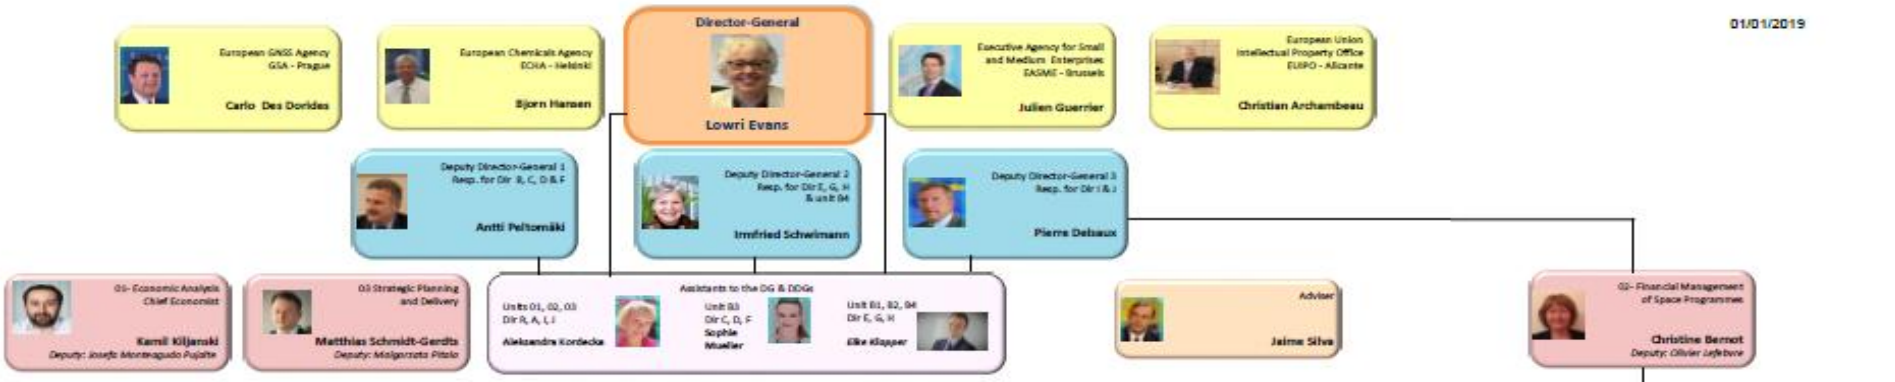 Director-General
Lowri Evans
01/01/2019
European GNSS Agency
GSA - Prague
Carlo Des Dorides
European Chemicals Agency
ECHA - Helsinki
Bjorn Hansen
Executive Agency for Small
and Medium Enterprises
EASME - Brussels
Julien Guerrier
European Union
Intellectual Property Office
EUIPO - Alicante
Christian Archambeau
Deputy Director-General 1
Resp. for Dir B, C, D & F
Antti Peltomäki
Deputy Director-General 2
Resp. for Dir E, G, H
& unit B4
Irmfried Schwimann
Deputy Director-General 3
Resp. for Dir I & J
Pierre Delsaux
01- Economic Analysis
Chief Economist
Kamil Kiljanski
Deputy: Josefa Monteagudo Pujalte
03 Strategic Planning
and Delivery
Matthias Schmidt-Gerdts
Deputy: Malgorzata Pitala
Assistants to the DG & DDGs
Units 01, 02, 03
Dir R, A, I, J
Aleksandra Kordecka
Unit B3
Dir C, D, F
Sophie
Mueller
Unit B1, B2, B4
Dir E, G, H
Elke Klapper
Adviser
Jaime Silva
02- Financial Management
of Space Programmes
Christine Bernot
Deputy: Olivier Lefebvre